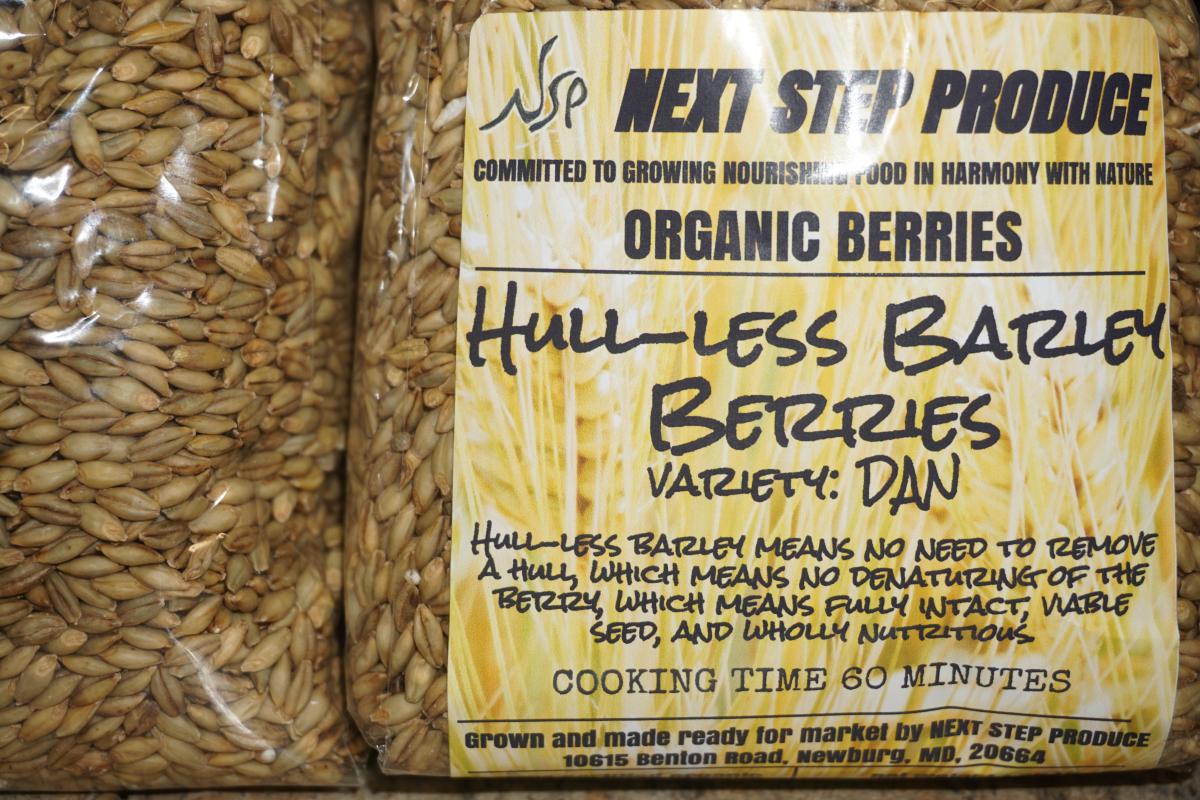 NSP
NEXT STEP PRODUCE
COMMITTED TO GROWING NOURISHING FOOD IN HARMONY WITH NATURE
ORGANIC BERRIES
HULL-LESS BARLEY
BERRIES
VARIETY: DAN
HULL-LESS BARLEY MEANS NO NEED TO REMOVE
A HULL, WHICH MEANS NO DENATURING OF THE
BERRY, WHICH MEANS FULLY INTACT, VIABLE
SEED, AND WHOLLY NUTRITIOUS
COOKING TIME 60 MINUTES
Grown and made ready for market by NEXT STEP PRODUCE
10615 Benton Road, Newburg, MD, 20664